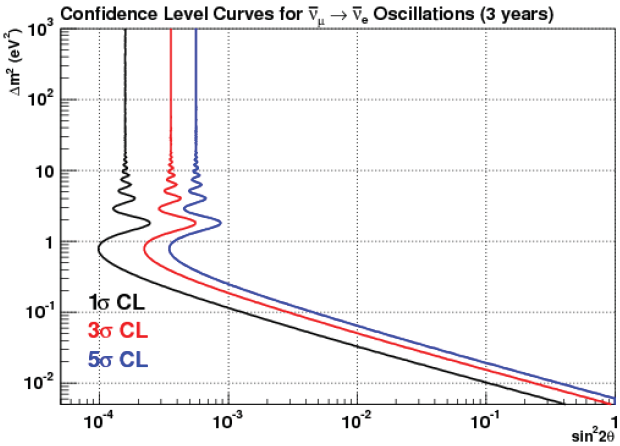 Confidence Level Curves for ν̅μ → ν̅e Oscillations (3 years)
Δm² (eV²)
10³
10²
10
1
10⁻¹
10⁻²
1σ CL
3σ CL
5σ CL
10⁻⁴ 10⁻³ 10⁻² 10⁻¹ 1
sin²2θ